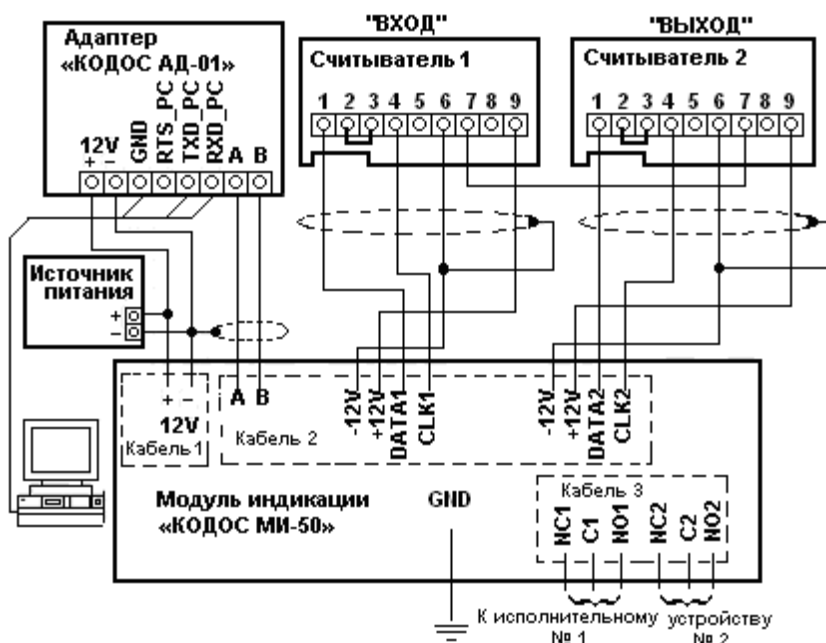 "ВХОД"
"ВЫХОД"
Адаптер
«КОДОС АД-01»
12V
+ −
GND
RTS_PC
TXD_PC
RXD_PC
A
B
Считыватель 1
1 2 3 4 5 6 7 8 9
Считыватель 2
1 2 3 4 5 6 7 8 9
Источник
питания
+
−
+ −
12V
Кабель 1
A B
Кабель 2
-12V
+12V
DATA1
CLK1
-12V
+12V
DATA2
CLK2
Модуль индикации
«КОДОС МИ-50»
GND
Кабель 3
NC1
C1
NO1
NC2
C2
NO2
К исполнительному устройству
№ 1 № 2